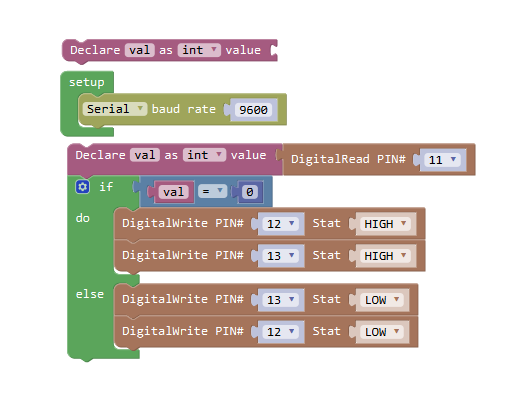 Declare val as int value
setup
Serial baud rate 9600
Declare val as int value DigitalRead PIN# 11
if val = 0
do DigitalWrite PIN# 12 Stat HIGH
DigitalWrite PIN# 13 Stat HIGH
else DigitalWrite PIN# 13 Stat LOW
DigitalWrite PIN# 12 Stat LOW